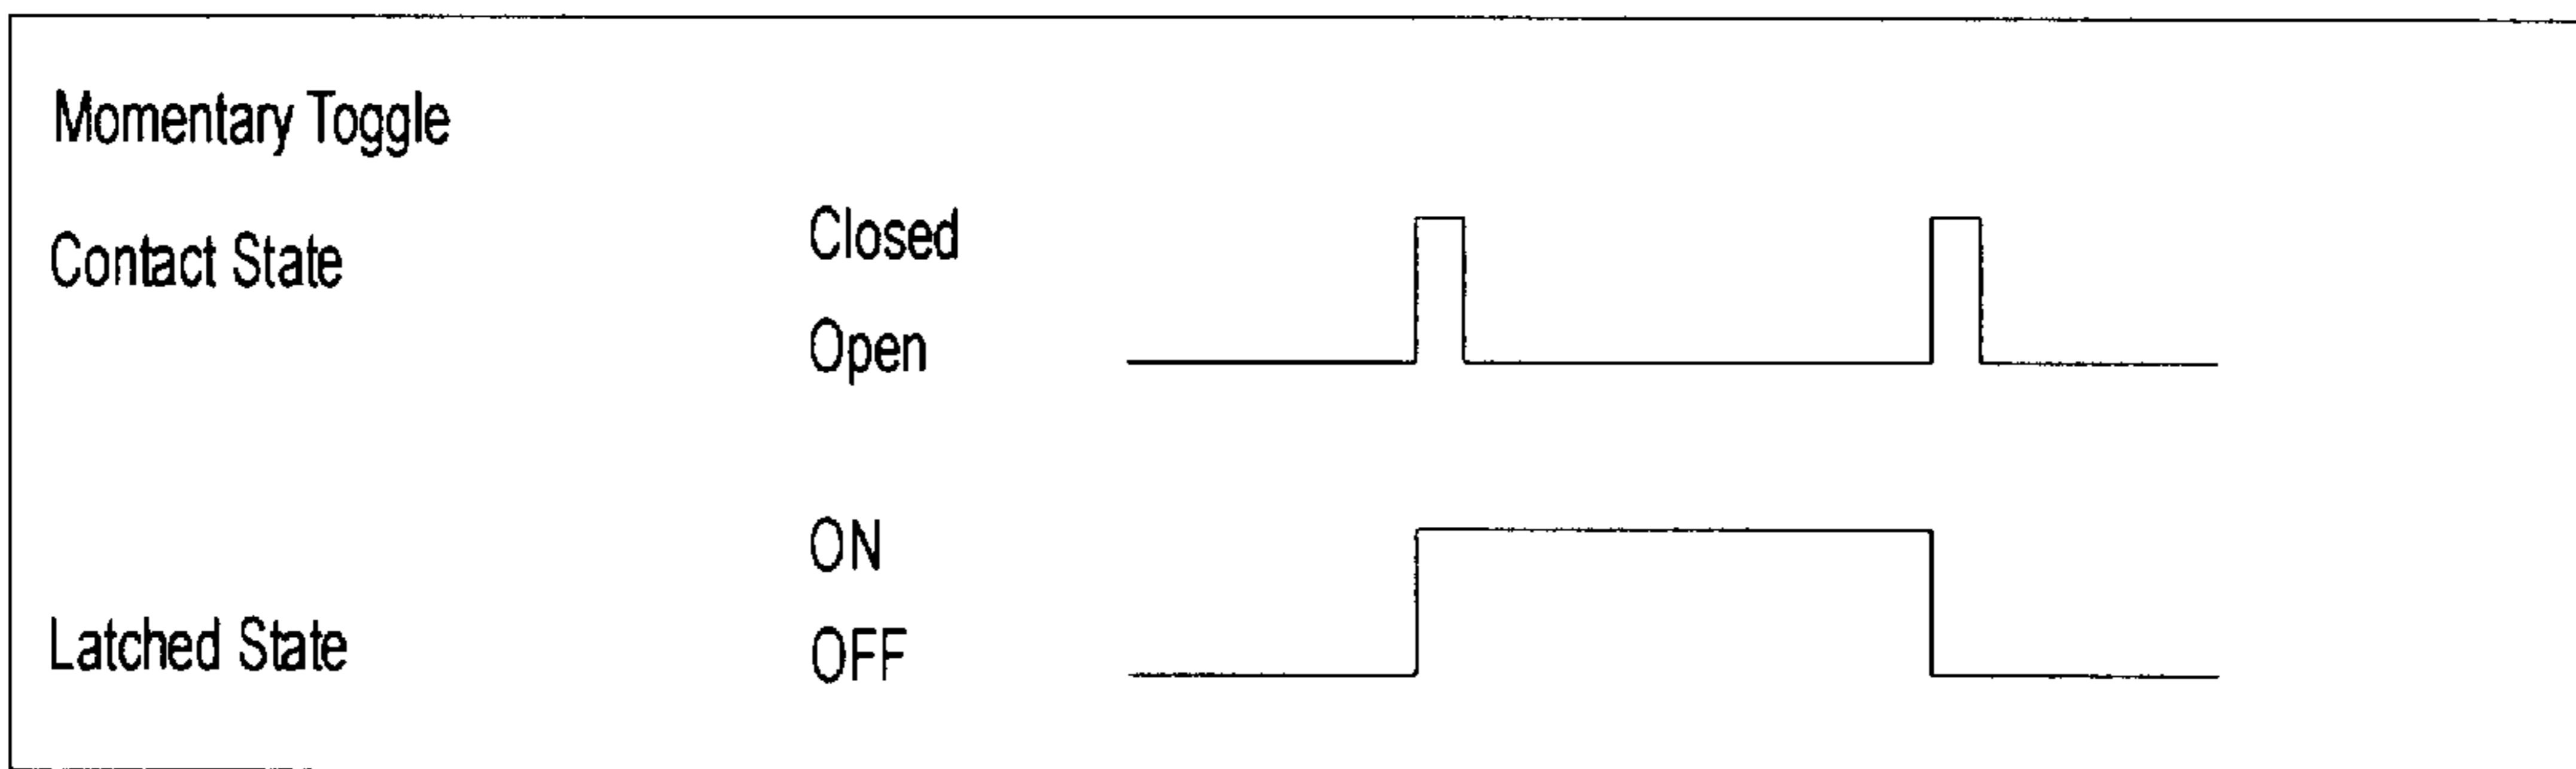 Momentary Toggle
Contact State
Closed
Open
ON
Latched State
OFF